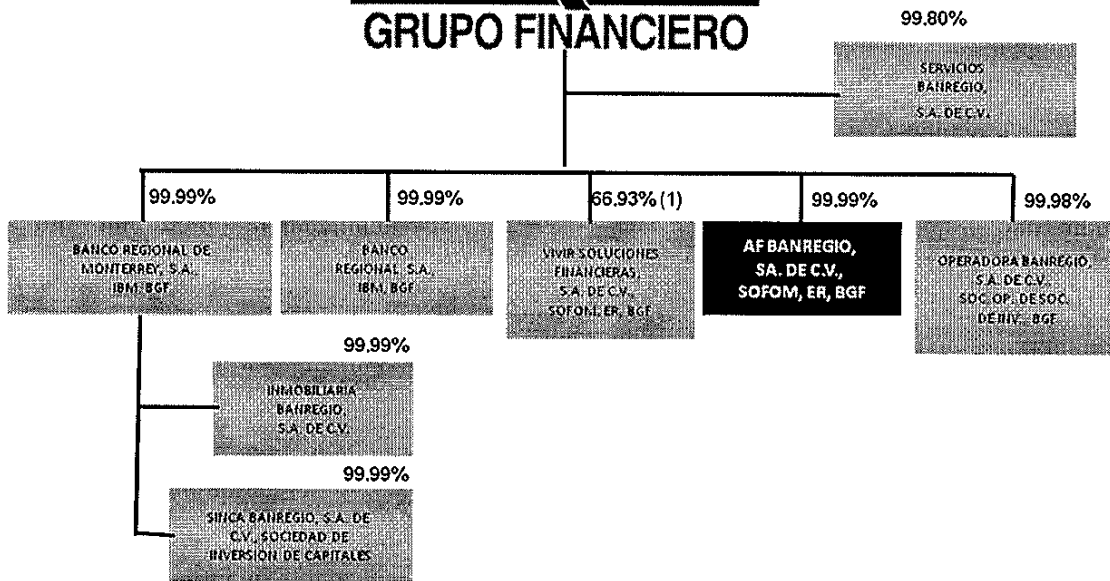 GRUPO FINANCIERO
99.80%
SERVICIOS
BANREGIO,
S.A. DE C.V.
99.99%
99.99%
66.93% (1)
99.99%
99.98%
BANCO REGIONAL DE
MONTERREY, S.A.,
IBM, BGF
BANCO
REGIONAL, S.A.,
IBM, BGF
VIVIR SOLUCIONES
FINANCIERAS,
S.A. DE C.V.,
SOFOM, ER, BGF
AF BANREGIO,
SA. DE C.V.,
SOFOM, ER, BGF
OPERADORA BANREGIO,
S.A. DE C.V.,
SOC. OP. DE SOC.
DE INV., BGF
99.99%
INMOBILIARIA
BANREGIO,
S.A. DE C.V.
99.99%
SINCA BANREGIO, S.A. DE
C.V., SOCIEDAD DE
INVERSION DE CAPITALES